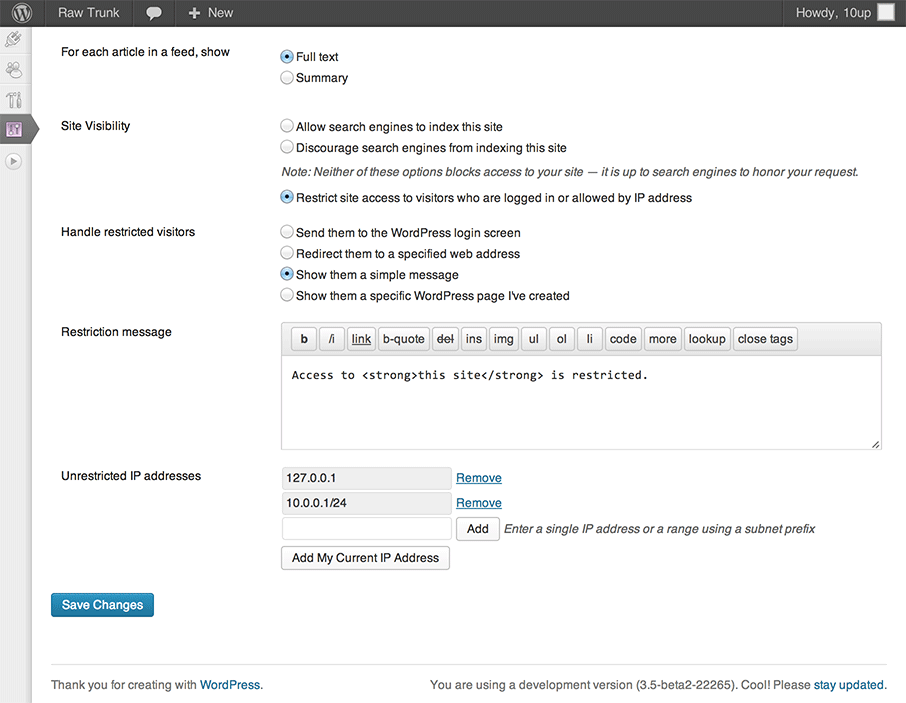 Raw Trunk
New
Howdy, 10up
For each article in a feed, show
Full text
Summary
Site Visibility
Allow search engines to index this site
Discourage search engines from indexing this site
Note: Neither of these options blocks access to your site — it is up to search engines to honor your request.
Restrict site access to visitors who are logged in or allowed by IP address
Handle restricted visitors
Send them to the WordPress login screen
Redirect them to a specified web address
Show them a simple message
Show them a specific WordPress page I've created
Restriction message
b /i link b-quote del ins img ul ol li code more lookup close tags
Access to <strong>this site</strong> is restricted.
Unrestricted IP addresses
127.0.0.1 Remove
10.0.0.1/24 Remove
Add Enter a single IP address or a range using a subnet prefix
Add My Current IP Address
Save Changes
Thank you for creating with WordPress.
You are using a development version (3.5-beta2-22265). Cool! Please stay updated.